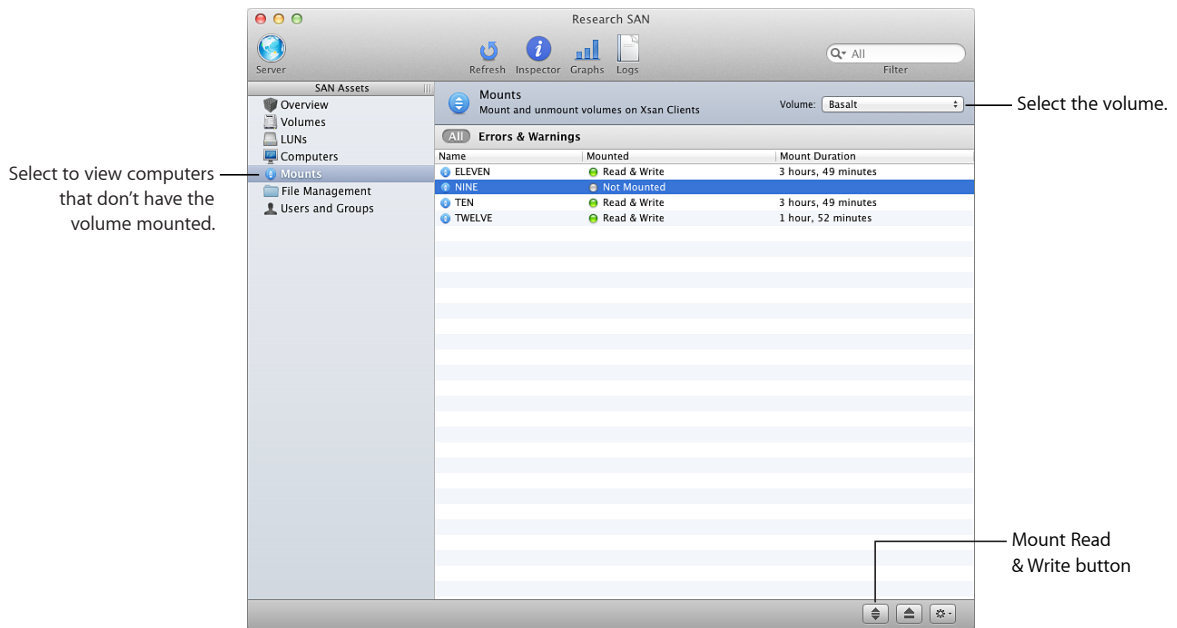 Research SAN
Server
Refresh Inspector Graphs Logs
All
Filter
SAN Assets
Overview
Volumes
LUNs
Computers
Mounts
File Management
Users and Groups
Mounts
Mount and unmount volumes on Xsan Clients
Volume: Basalt
All Errors & Warnings
Name Mounted Mount Duration
ELEVEN Read & Write 3 hours, 49 minutes
NINE Not Mounted
TEN Read & Write 3 hours, 49 minutes
TWELVE Read & Write 1 hour, 52 minutes
Select the volume.
Select to view computers
that don’t have the
volume mounted.
Mount Read
& Write button